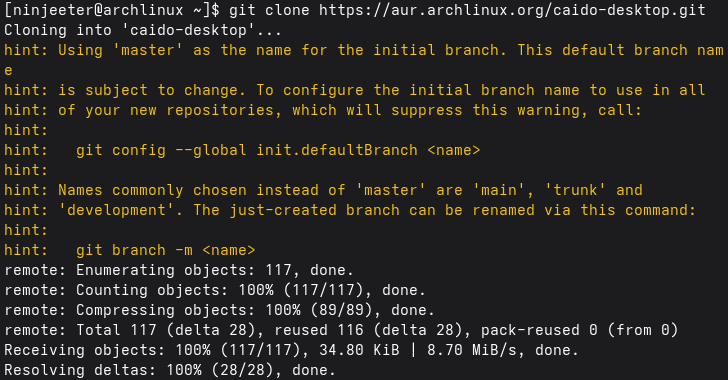 [ninjeeter@archlinux ~]$ git clone https://aur.archlinux.org/caido-desktop.git
Cloning into 'caido-desktop'...
hint: Using 'master' as the name for the initial branch. This default branch nam
e
hint: is subject to change. To configure the initial branch name to use in all
hint: of your new repositories, which will suppress this warning, call:
hint:
hint:   git config --global init.defaultBranch <name>
hint:
hint: Names commonly chosen instead of 'master' are 'main', 'trunk' and
hint: 'development'. The just-created branch can be renamed via this command:
hint:
hint:   git branch -m <name>
remote: Enumerating objects: 117, done.
remote: Counting objects: 100% (117/117), done.
remote: Compressing objects: 100% (89/89), done.
remote: Total 117 (delta 28), reused 116 (delta 28), pack-reused 0 (from 0)
Receiving objects: 100% (117/117), 34.80 KiB | 8.70 MiB/s, done.
Resolving deltas: 100% (28/28), done.